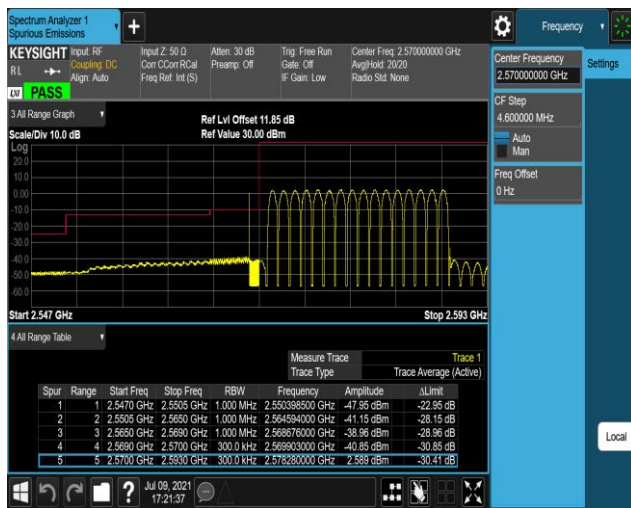 Spectrum Analyzer 1
Spurious Emissions
+
Frequency
KEYSIGHT Input: RF Input Z: 50 Ω Atten: 30 dB Trig: Free Run Center Freq: 2.570000000 GHz
RL Coupling: DC Corr CCorr RCal Preamp: Off Gate: Off Avg|Hold: 20/20
Align: Auto Freq Ref: Int (S) IF Gain: Low Radio Std: None
LXI PASS
Center Frequency
2.570000000 GHz
Settings
CF Step
4.600000 MHz
Auto
Man
Freq Offset
0 Hz
Local
3 All Range Graph
Ref Lvl Offset 11.85 dB
Scale/Div 10.0 dB Ref Value 30.00 dBm
Log
20.0
10.0
0.00
-10.0
-20.0
-30.0
-40.0
-50.0
-60.0
Start 2.547 GHz Stop 2.593 GHz
4 All Range Table
Measure Trace Trace 1
Trace Type Trace Average (Active)
Spur Range Start Freq Stop Freq RBW Frequency Amplitude ΔLimit
1 1 2.5470 GHz 2.5505 GHz 1.000 MHz 2.550398500 GHz -47.95 dBm -22.95 dB
2 2 2.5505 GHz 2.5650 GHz 1.000 MHz 2.564594000 GHz -41.15 dBm -28.15 dB
3 3 2.5650 GHz 2.5690 GHz 1.000 MHz 2.568676000 GHz -38.96 dBm -28.96 dB
4 4 2.5690 GHz 2.5700 GHz 300.0 kHz 2.569903000 GHz -40.85 dBm -30.85 dB
5 5 2.5700 GHz 2.5930 GHz 300.0 kHz 2.578280000 GHz 2.589 dBm -30.41 dB
? Jul 09, 2021
17:21:37